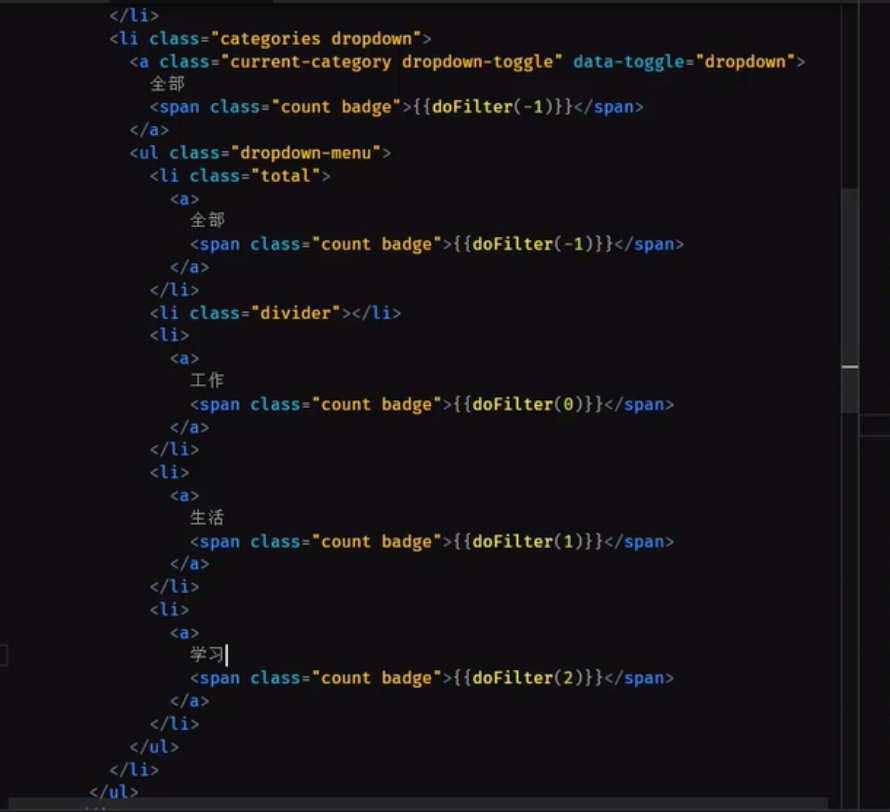 </li>
<li class="categories dropdown">
<a class="current-category dropdown-toggle" data-toggle="dropdown">
全部
<span class="count badge">{{doFilter(-1)}}</span>
</a>
<ul class="dropdown-menu">
<li class="total">
<a>
全部
<span class="count badge">{{doFilter(-1)}}</span>
</a>
</li>
<li class="divider"></li>
<li>
<a>
工作
<span class="count badge">{{doFilter(0)}}</span>
</a>
</li>
<li>
<a>
生活
<span class="count badge">{{doFilter(1)}}</span>
</a>
</li>
<li>
<a>
学习
<span class="count badge">{{doFilter(2)}}</span>
</a>
</li>
</ul>
</li>
</ul>